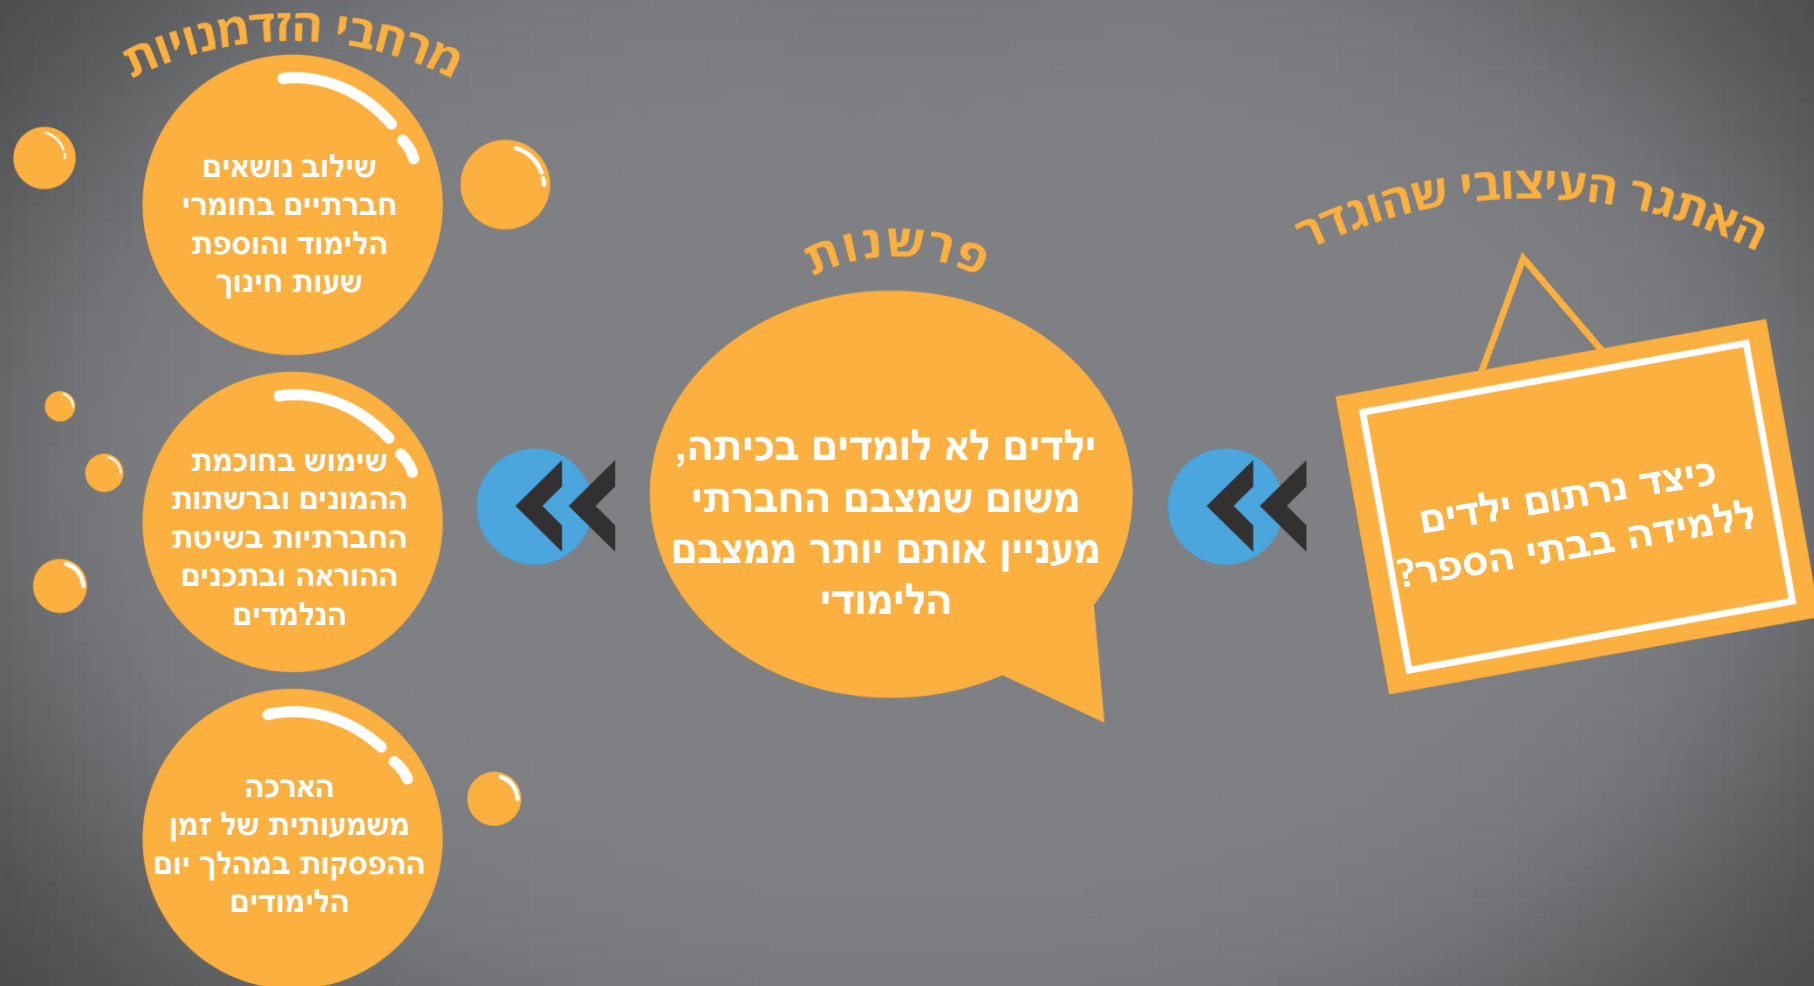 האתגר העיצובי שהוגדר
כיצד נרתום ילדים
ללמידה בבתי הספר?
פרשנות
ילדים לא לומדים בכיתה,
משום שמצבם החברתי
מעניין אותם יותר ממצבם
הלימודי
מרחבי הזדמנויות
שילוב נושאים
חברתיים בחומרי
הלימוד והוספת
שעות חינוך
שימוש בחוכמת
ההמונים וברשתות
החברתיות בשיטת
ההוראה ובתכנים
הנלמדים
הארכה
משמעותית של זמן
ההפסקות במהלך יום
הלימודים